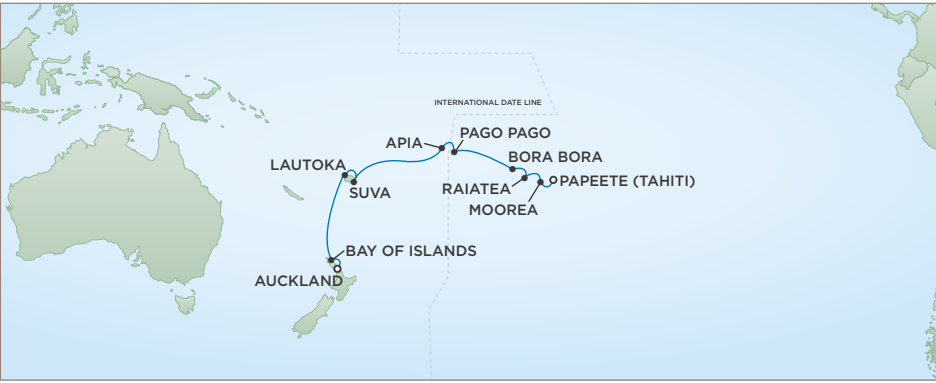 INTERNATIONAL DATE LINE
PAGO PAGO
APIA
BORA BORA
LAUTOKA
PAPEETE (TAHITI)
RAIATEA
SUVA
MOOREA
BAY OF ISLANDS
AUCKLAND